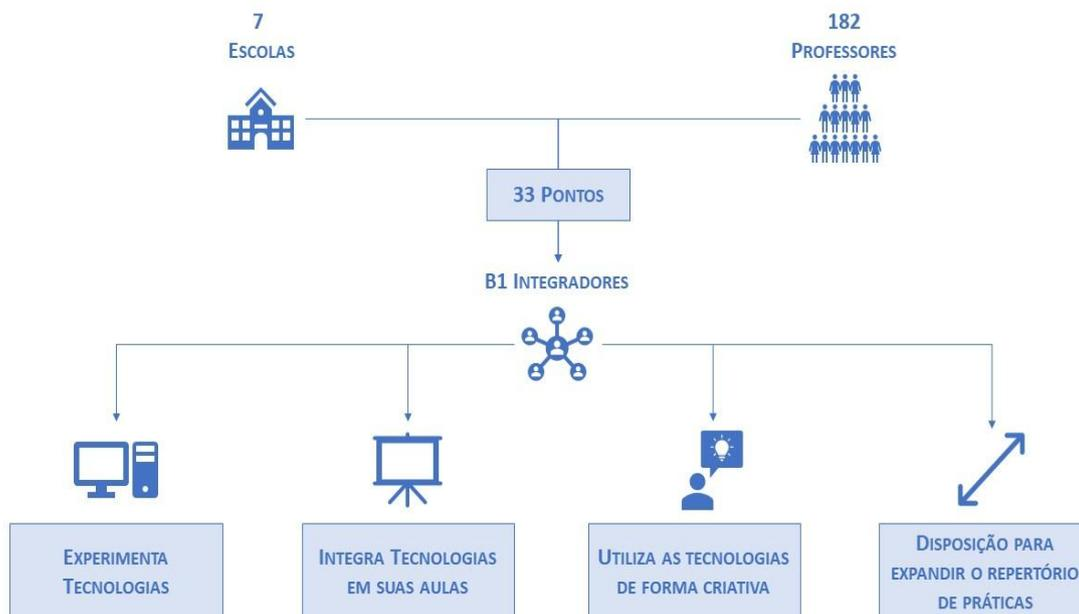 7
ESCOLAS
182
PROFESSORES
33 PONTOS
B1 INTEGRADORES
EXPERIMENTA
TECNOLOGIAS
INTEGRA TECNOLOGIAS
EM SUAS AULAS
UTILIZA AS TECNOLOGIAS
DE FORMA CRIATIVA
DISPOSIÇÃO PARA
EXPANDIR O REPERTÓRIO
DE PRÁTICAS